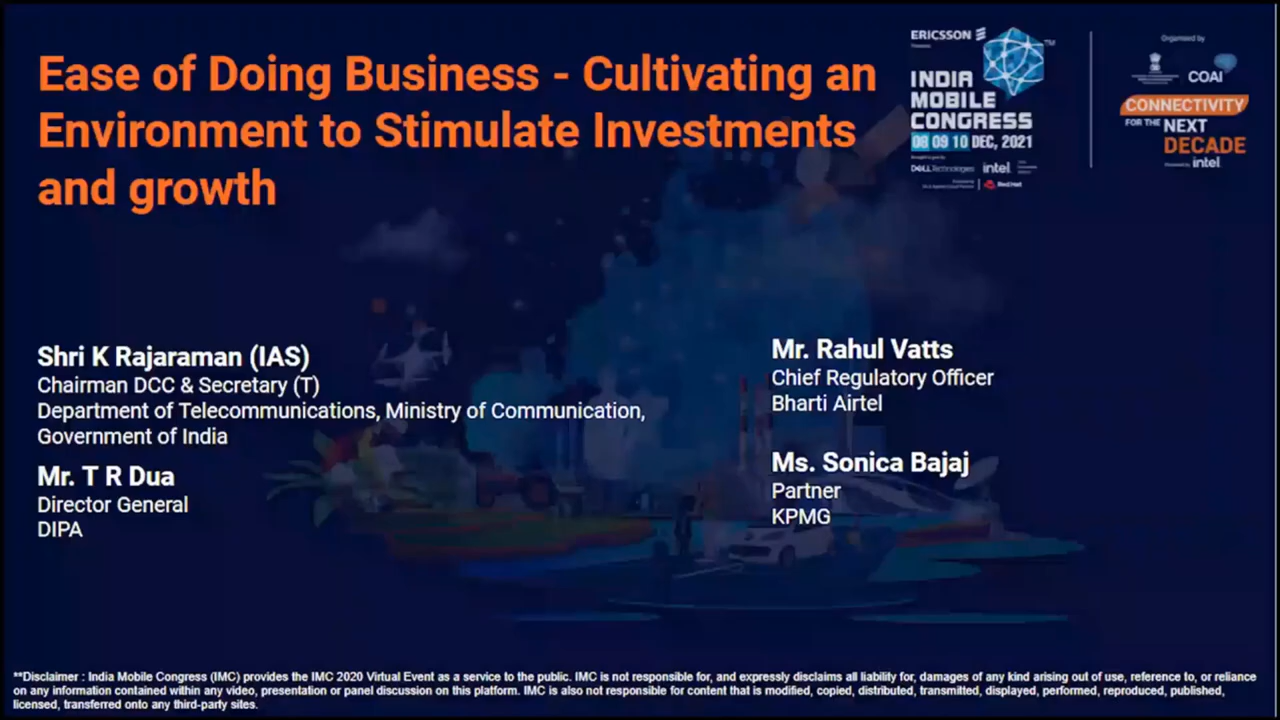 Ease of Doing Business - Cultivating an
Environment to Stimulate Investments
and growth
ERICSSON
TM
INDIA
MOBILE
CONGRESS
08 09 10 DEC, 2021
DELL Technologies intel
Red Hat
Organised by
COAI
CONNECTIVITY
FOR THE NEXT
DECADE
intel
Shri K Rajaraman (IAS)
Chairman DCC & Secretary (T)
Department of Telecommunications, Ministry of Communication,
Government of India
Mr. T R Dua
Director General
DIPA
Mr. Rahul Vatts
Chief Regulatory Officer
Bharti Airtel
Ms. Sonica Bajaj
Partner
KPMG
**Disclaimer : India Mobile Congress (IMC) provides the IMC 2020 Virtual Event as a service to the public. IMC is not responsible for, and expressly disclaims all liability for, damages of any kind arising out of use, reference to, or reliance
on any information contained within any video, presentation or panel discussion on this platform. IMC is also not responsible for content that is modified, copied, distributed, transmitted, displayed, performed, reproduced, published,
licensed, transferred onto any third-party sites.